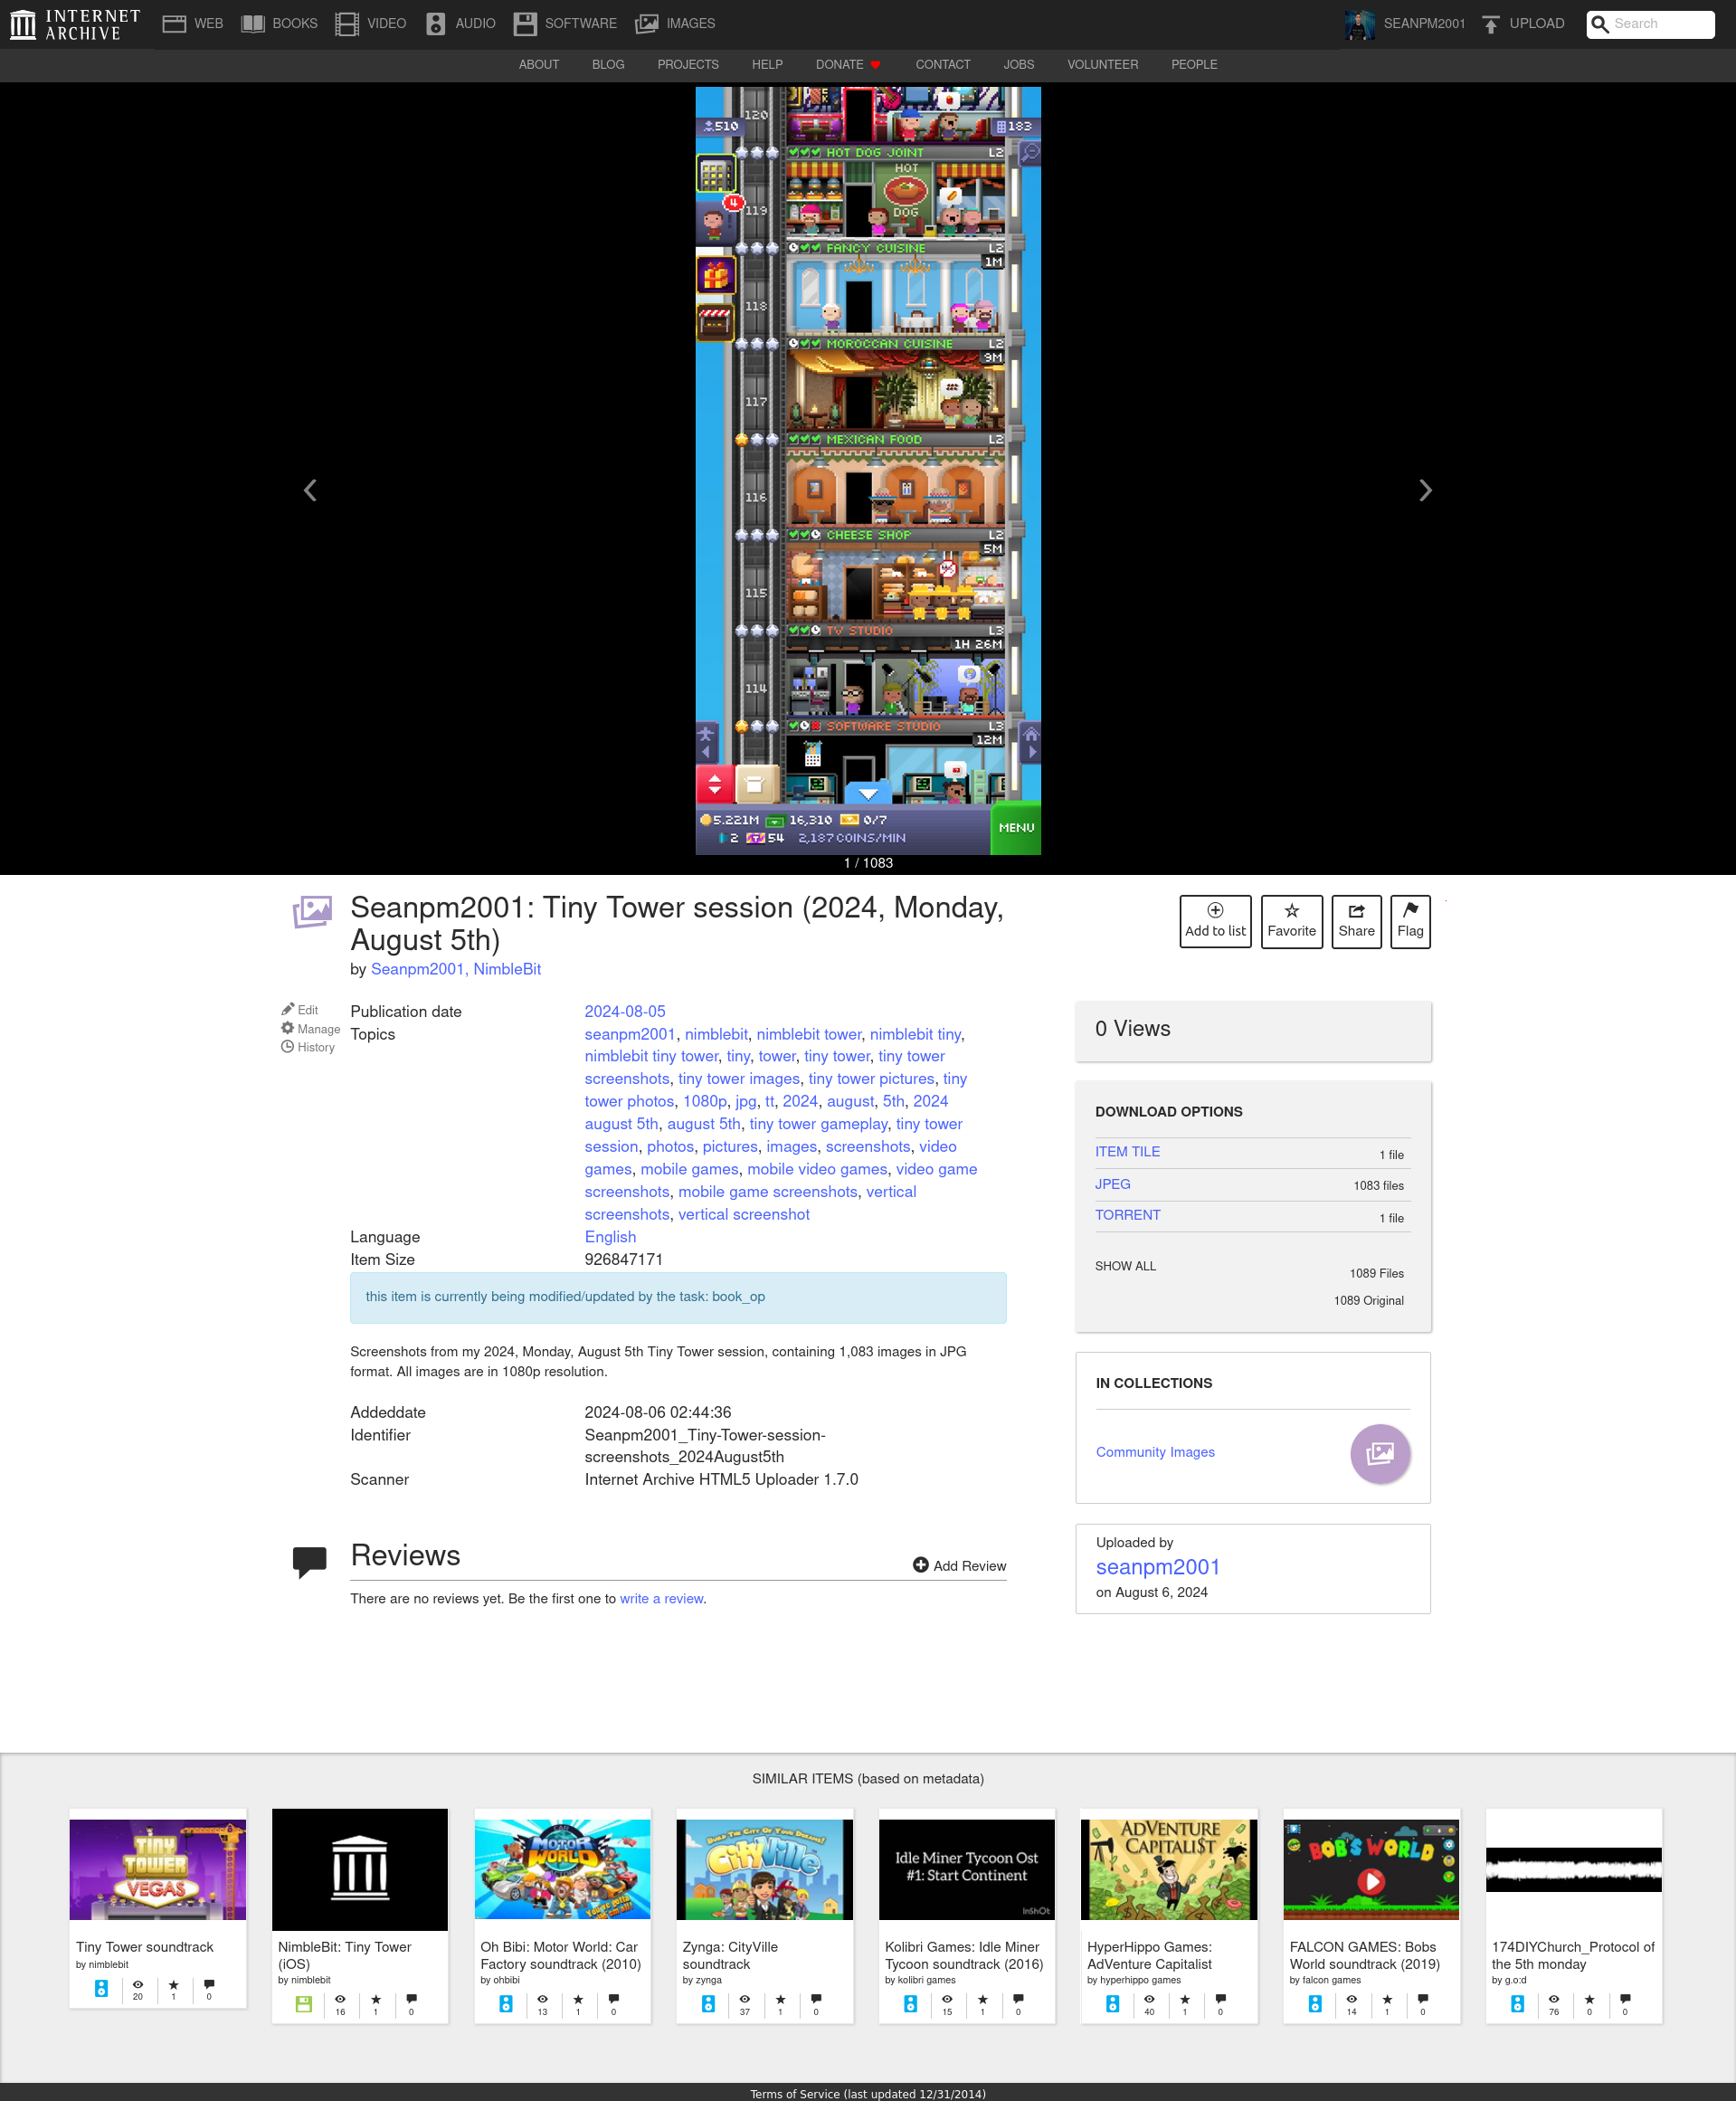 INTERNET ARCHIVE
WEB BOOKS VIDEO AUDIO SOFTWARE IMAGES SEANPM2001 UPLOAD Search
ABOUT BLOG PROJECTS HELP DONATE CONTACT JOBS VOLUNTEER PEOPLE
120
510 183
HOT DOG JOINT L2
HOT
DOG
4
119
FANCY CUISINE L2
1M
118
MOROCCAN CUISINE L2
9M
117
MEXICAN FOOD L2
116
CHEESE SHOP L2
5M
115
TV STUDIO L3
1H 26M
114
SOFTWARE STUDIO L3
12M
5.221M 16,310 0/7
2 54 2,187 COINS/MIN
MENU
1 / 1083
Seanpm2001: Tiny Tower session (2024, Monday,
August 5th)
by Seanpm2001, NimbleBit
Add to list Favorite Share Flag
Edit
Manage
History
Publication date 2024-08-05
Topics seanpm2001, nimblebit, nimblebit tower, nimblebit tiny,
nimblebit tiny tower, tiny, tower, tiny tower, tiny tower
screenshots, tiny tower images, tiny tower pictures, tiny
tower photos, 1080p, jpg, tt, 2024, august, 5th, 2024
august 5th, august 5th, tiny tower gameplay, tiny tower
session, photos, pictures, images, screenshots, video
games, mobile games, mobile video games, video game
screenshots, mobile game screenshots, vertical
screenshots, vertical screenshot
Language English
Item Size 926847171
this item is currently being modified/updated by the task: book_op
Screenshots from my 2024, Monday, August 5th Tiny Tower session, containing 1,083 images in JPG
format. All images are in 1080p resolution.
Addeddate 2024-08-06 02:44:36
Identifier Seanpm2001_Tiny-Tower-session-
screenshots_2024August5th
Scanner Internet Archive HTML5 Uploader 1.7.0
Reviews
Add Review
There are no reviews yet. Be the first one to write a review.
0 Views
DOWNLOAD OPTIONS
ITEM TILE 1 file
JPEG 1083 files
TORRENT 1 file
SHOW ALL 1089 Files
1089 Original
IN COLLECTIONS
Community Images
Uploaded by
seanpm2001
on August 6, 2024
SIMILAR ITEMS (based on metadata)
TINY TOWER VEGAS
Tiny Tower soundtrack
by nimblebit
20 1 0
NimbleBit: Tiny Tower
(iOS)
by nimblebit
16 1 0
MOTOR WORLD
Oh Bibi: Motor World: Car
Factory soundtrack (2010)
by ohbibi
13 1 0
BUILD THE CITY OF YOUR DREAMS!
CityVille
Zynga: CityVille
soundtrack
by zynga
37 1 0
Idle Miner Tycoon Ost
#1: Start Continent
InShOt
Kolibri Games: Idle Miner
Tycoon soundtrack (2016)
by kolibri games
15 1 0
ADVENTURE
CAPITALI$T
HyperHippo Games:
AdVenture Capitalist
by hyperhippo games
40 1 0
BOB'S WORLD
FALCON GAMES: Bobs
World soundtrack (2019)
by falcon games
14 1 0
174DIYChurch_Protocol of
the 5th monday
by g.o:d
76 0 0
Terms of Service (last updated 12/31/2014)